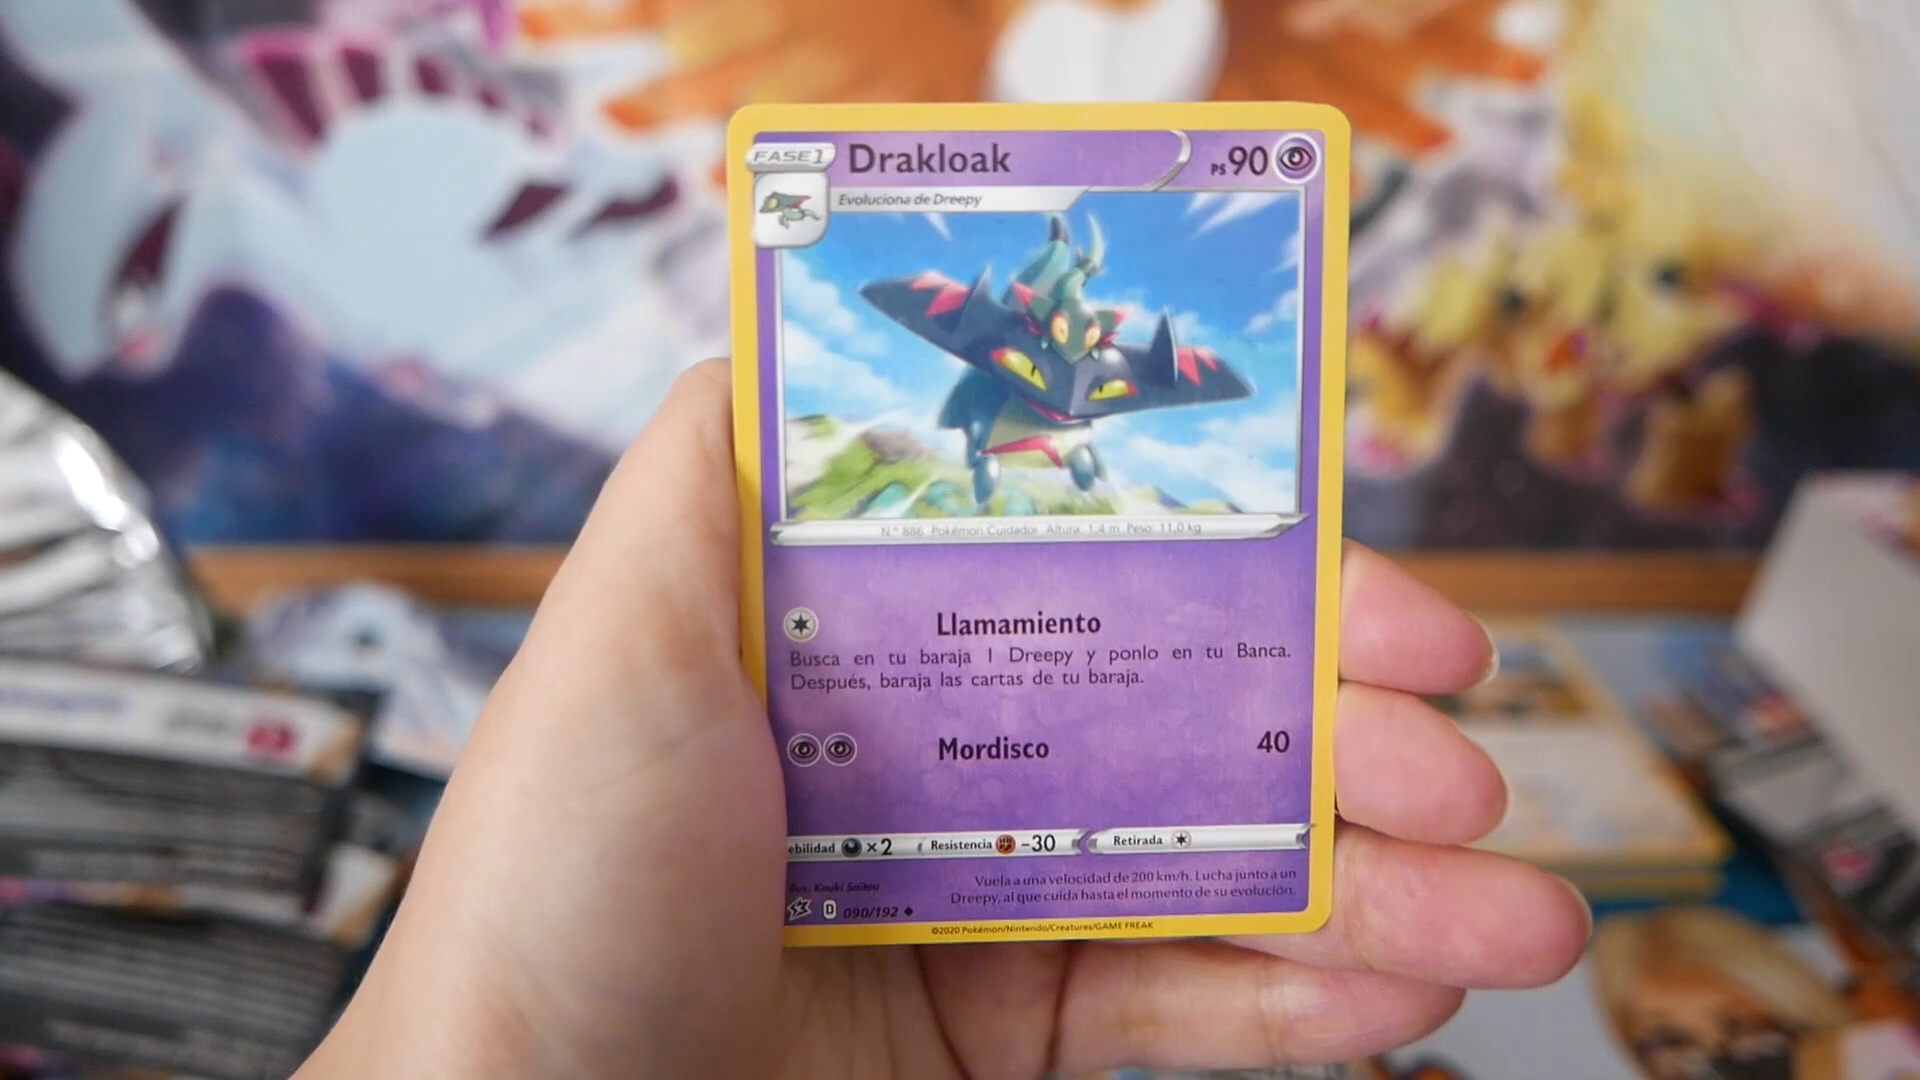 FASE 1
Drakloak
PS 90
Evoluciona de Dreepy
N.º 886 Pokémon Cuidador Altura: 1,4 m Peso: 11,0 kg
Llamamiento
Busca en tu baraja 1 Dreepy y ponlo en tu Banca.
Después, baraja las cartas de tu baraja.
Mordisco 40
ebilidad ×2 Resistencia -30 Retirada
Ilus. Kouki Saitou
Vuela a una velocidad de 200 km/h. Lucha junto a un
Dreepy, al que cuida hasta el momento de su evolución.
D 090/192
©2020 Pokémon/Nintendo/Creatures/GAME FREAK